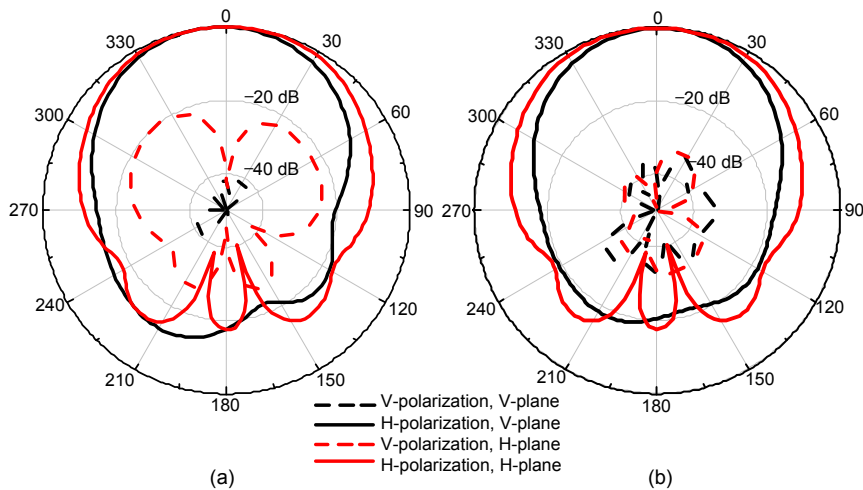 0
30
60
90
120
150
180
210
240
270
300
330
−20 dB
−40 dB
0
30
60
90
120
150
180
210
240
270
300
330
−20 dB
−40 dB
V-polarization, V-plane
H-polarization, V-plane
V-polarization, H-plane
H-polarization, H-plane
(a)
(b)